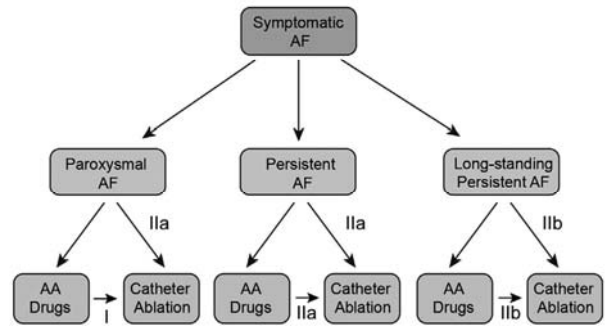 Symptomatic
AF
Paroxysmal
AF
Persistent
AF
Long-standing
Persistent AF
IIa
IIa
IIb
AA
Drugs
I
Catheter
Ablation
AA
Drugs
IIa
Catheter
Ablation
AA
Drugs
IIb
Catheter
Ablation